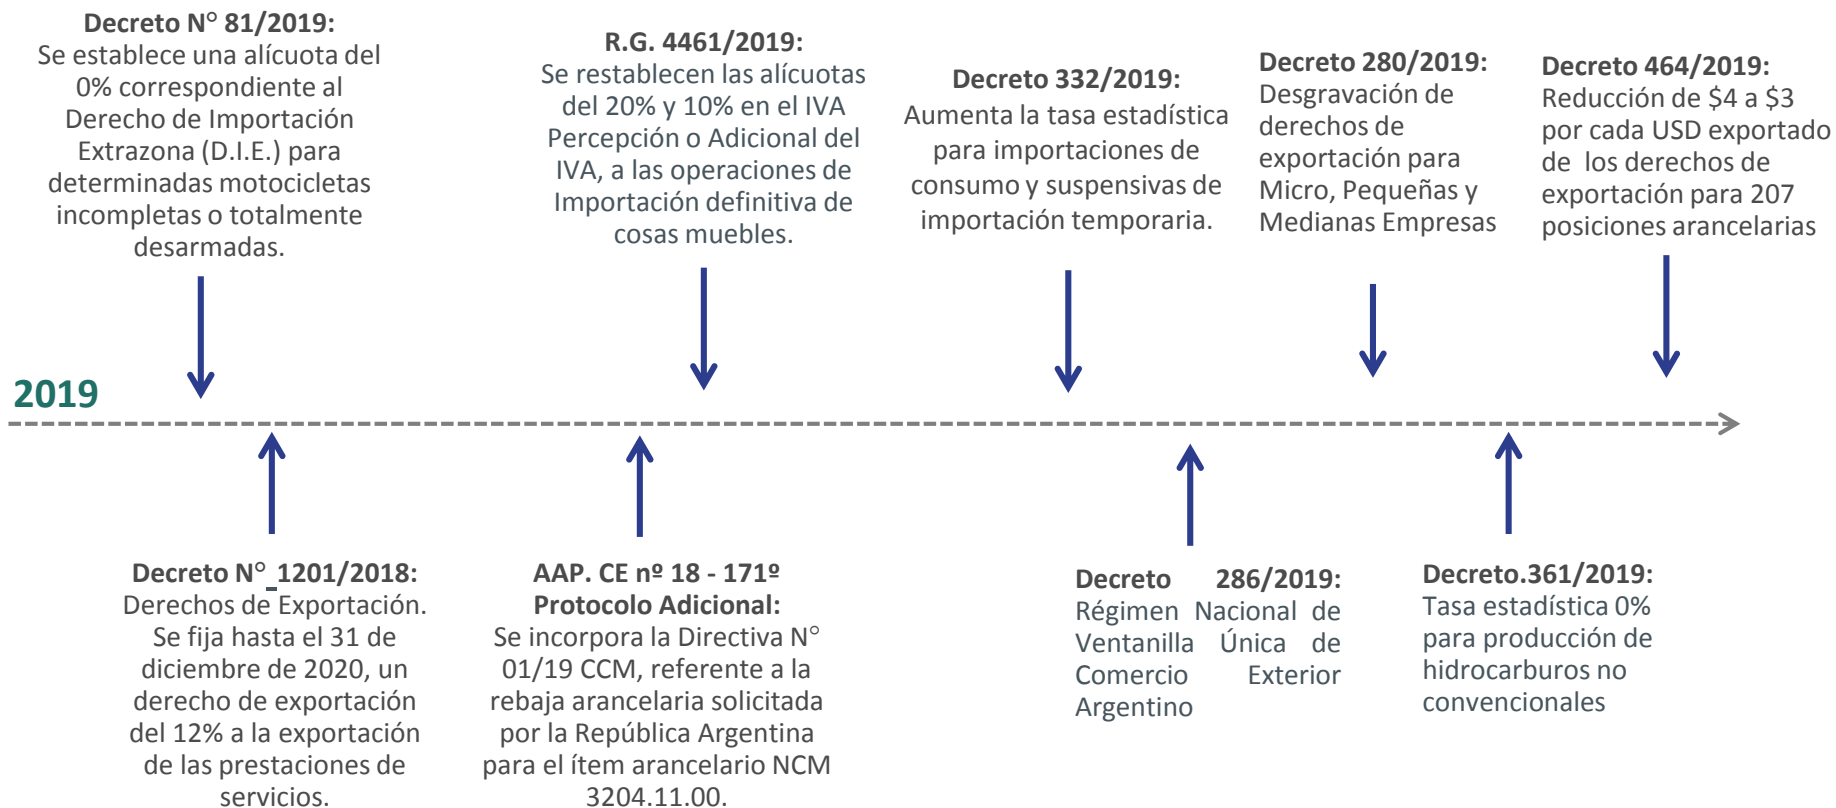 Decreto N° 81/2019:
Se establece una alícuota del
0% correspondiente al
Derecho de Importación
Extrazona (D.I.E.) para
determinadas motocicletas
incompletas o totalmente
desarmadas.
R.G. 4461/2019:
Se restablecen las alícuotas
del 20% y 10% en el IVA
Percepción o Adicional del
IVA, a las operaciones de
Importación definitiva de
cosas muebles.
Decreto 332/2019:
Aumenta la tasa estadística
para importaciones de
consumo y suspensivas de
importación temporaria.
Decreto 280/2019:
Desgravación de
derechos de
exportación para
Micro, Pequeñas y
Medianas Empresas
Decreto 464/2019:
Reducción de $4 a $3
por cada USD exportado
de los derechos de
exportación para 207
posiciones arancelarias
2019
Decreto N° 1201/2018:
Derechos de Exportación.
Se fija hasta el 31 de
diciembre de 2020, un
derecho de exportación
del 12% a la exportación
de las prestaciones de
servicios.
AAP. CE nº 18 - 171º
Protocolo Adicional:
Se incorpora la Directiva N°
01/19 CCM, referente a la
rebaja arancelaria solicitada
por la República Argentina
para el ítem arancelario NCM
3204.11.00.
Decreto 286/2019:
Régimen Nacional de
Ventanilla Única de
Comercio Exterior
Argentino
Decreto.361/2019:
Tasa estadística 0%
para producción de
hidrocarburos no
convencionales